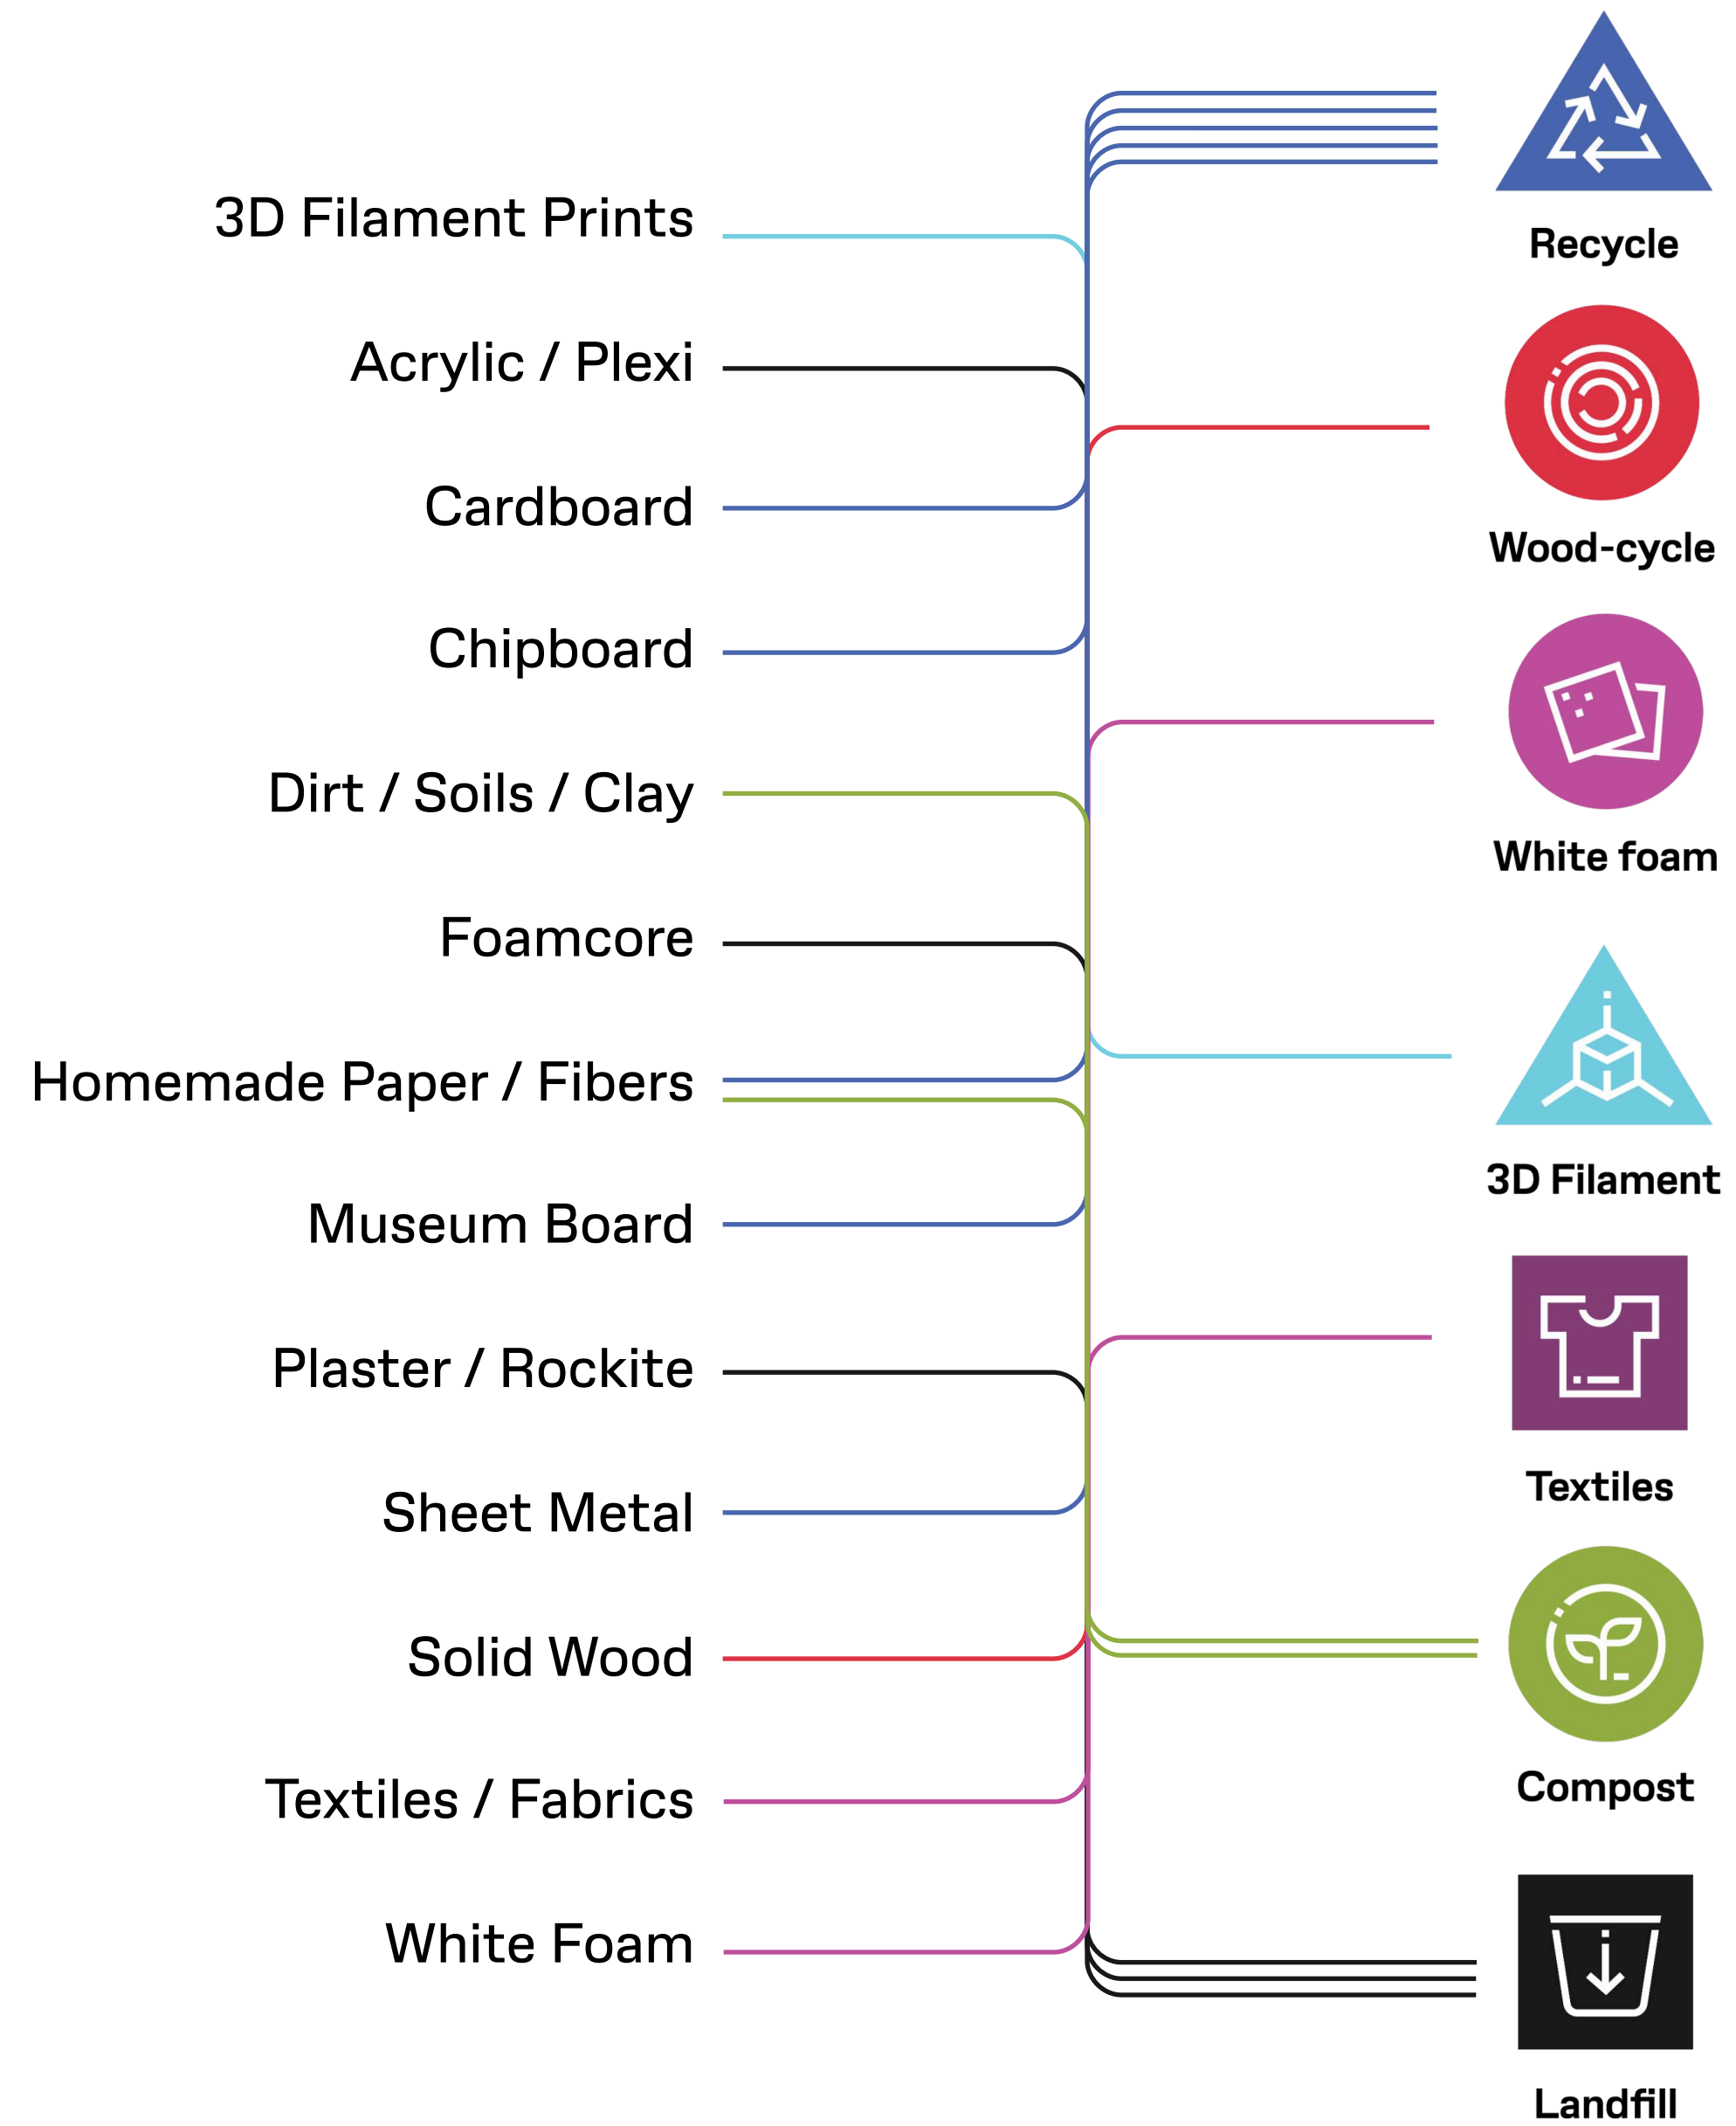 3D Filament Prints
Acrylic / Plexi
Cardboard
Chipboard
Dirt / Soils / Clay
Foamcore
Homemade Paper / Fibers
Museum Board
Plaster / Rockite
Sheet Metal
Solid Wood
Textiles / Fabrics
White Foam
Recycle
Wood-cycle
White foam
3D Filament
Textiles
Compost
Landfill